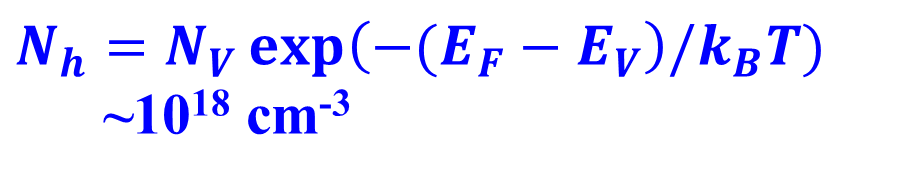 N_h = N_V exp(−(E_F − E_V)/k_BT)
~10^18 cm^-3